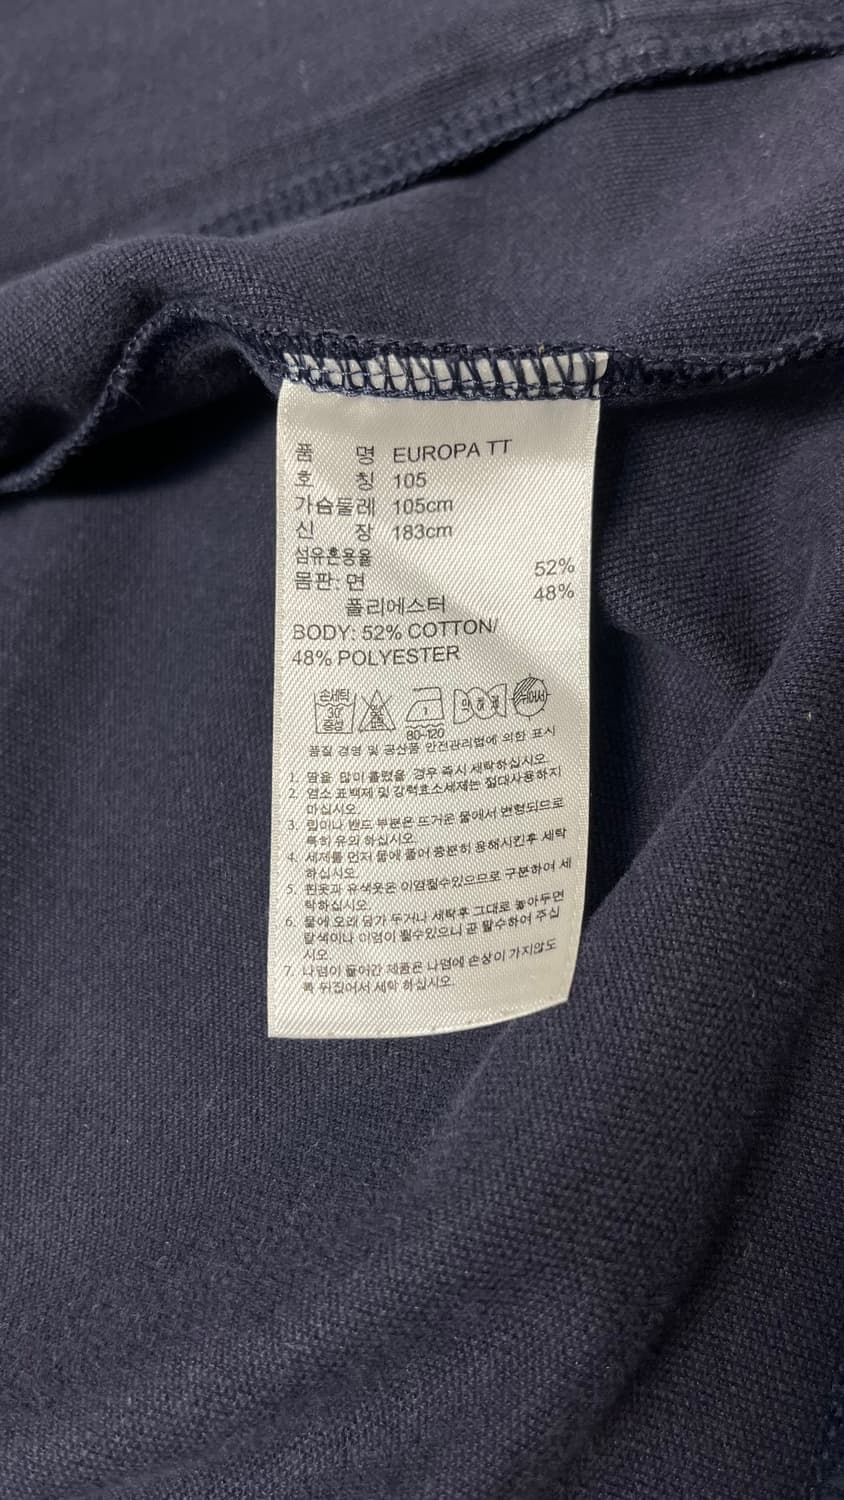 품 명 EUROPA TT
호 칭 105
가슴둘레 105cm
신 장 183cm
섬유혼용율
몸판: 면 52%
폴리에스터 48%
BODY: 52% COTTON/
48% POLYESTER
손세탁
30
중성
80-120
품질 경영 및 공산품 안전관리법에 의한 표시
1. 땀을 많이 흘렸을 경우 즉시 세탁하십시오.
2. 염소 표백제 및 강력효소세제는 절대사용하지
마십시오.
3. 립이나 밴드 부분은 뜨거운 물에서 변형되므로
특히 유의 하십시오.
4. 세제를 먼저 물에 풀어 충분히 용해시킨후 세탁
하십시오.
5. 흰옷과 유색옷은 이염될수있으므로 구분하여 세
탁하십시오.
6. 물에 오래 담가 두거나 세탁후 그대로 놓아두면
탈색이나 이염이 될수있으니 곧 탈수하여 주십
시오.
7. 나염이 들어간 제품은 나염에 손상이 가지않도
록 뒤집어서 세탁 하십시오.